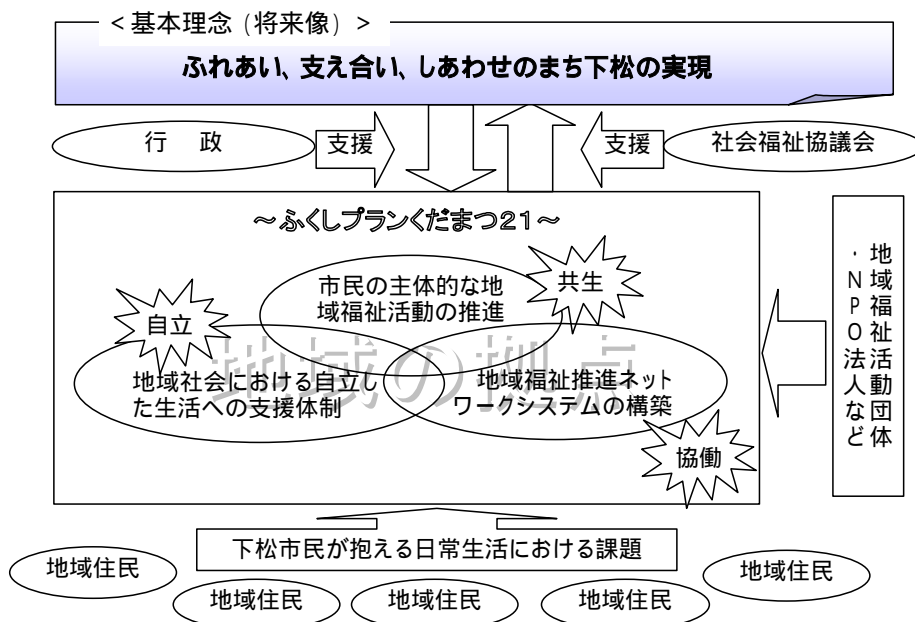 ＜基本理念（将来像）＞
ふれあい、支え合い、しあわせのまち下松の実現
行　政
支援
支援
社会福祉協議会
～ふくしプランくだまつ２１～
市民の主体的な地
域福祉活動の推進
共生
自立
地域の拠点
地域社会における自立し
た生活への支援体制
地域福祉推進ネット
ワークシステムの構築
協働
地域福祉活動団体
・ＮＰＯ法人など
下松市民が抱える日常生活における課題
地域住民
地域住民
地域住民
地域住民
地域住民